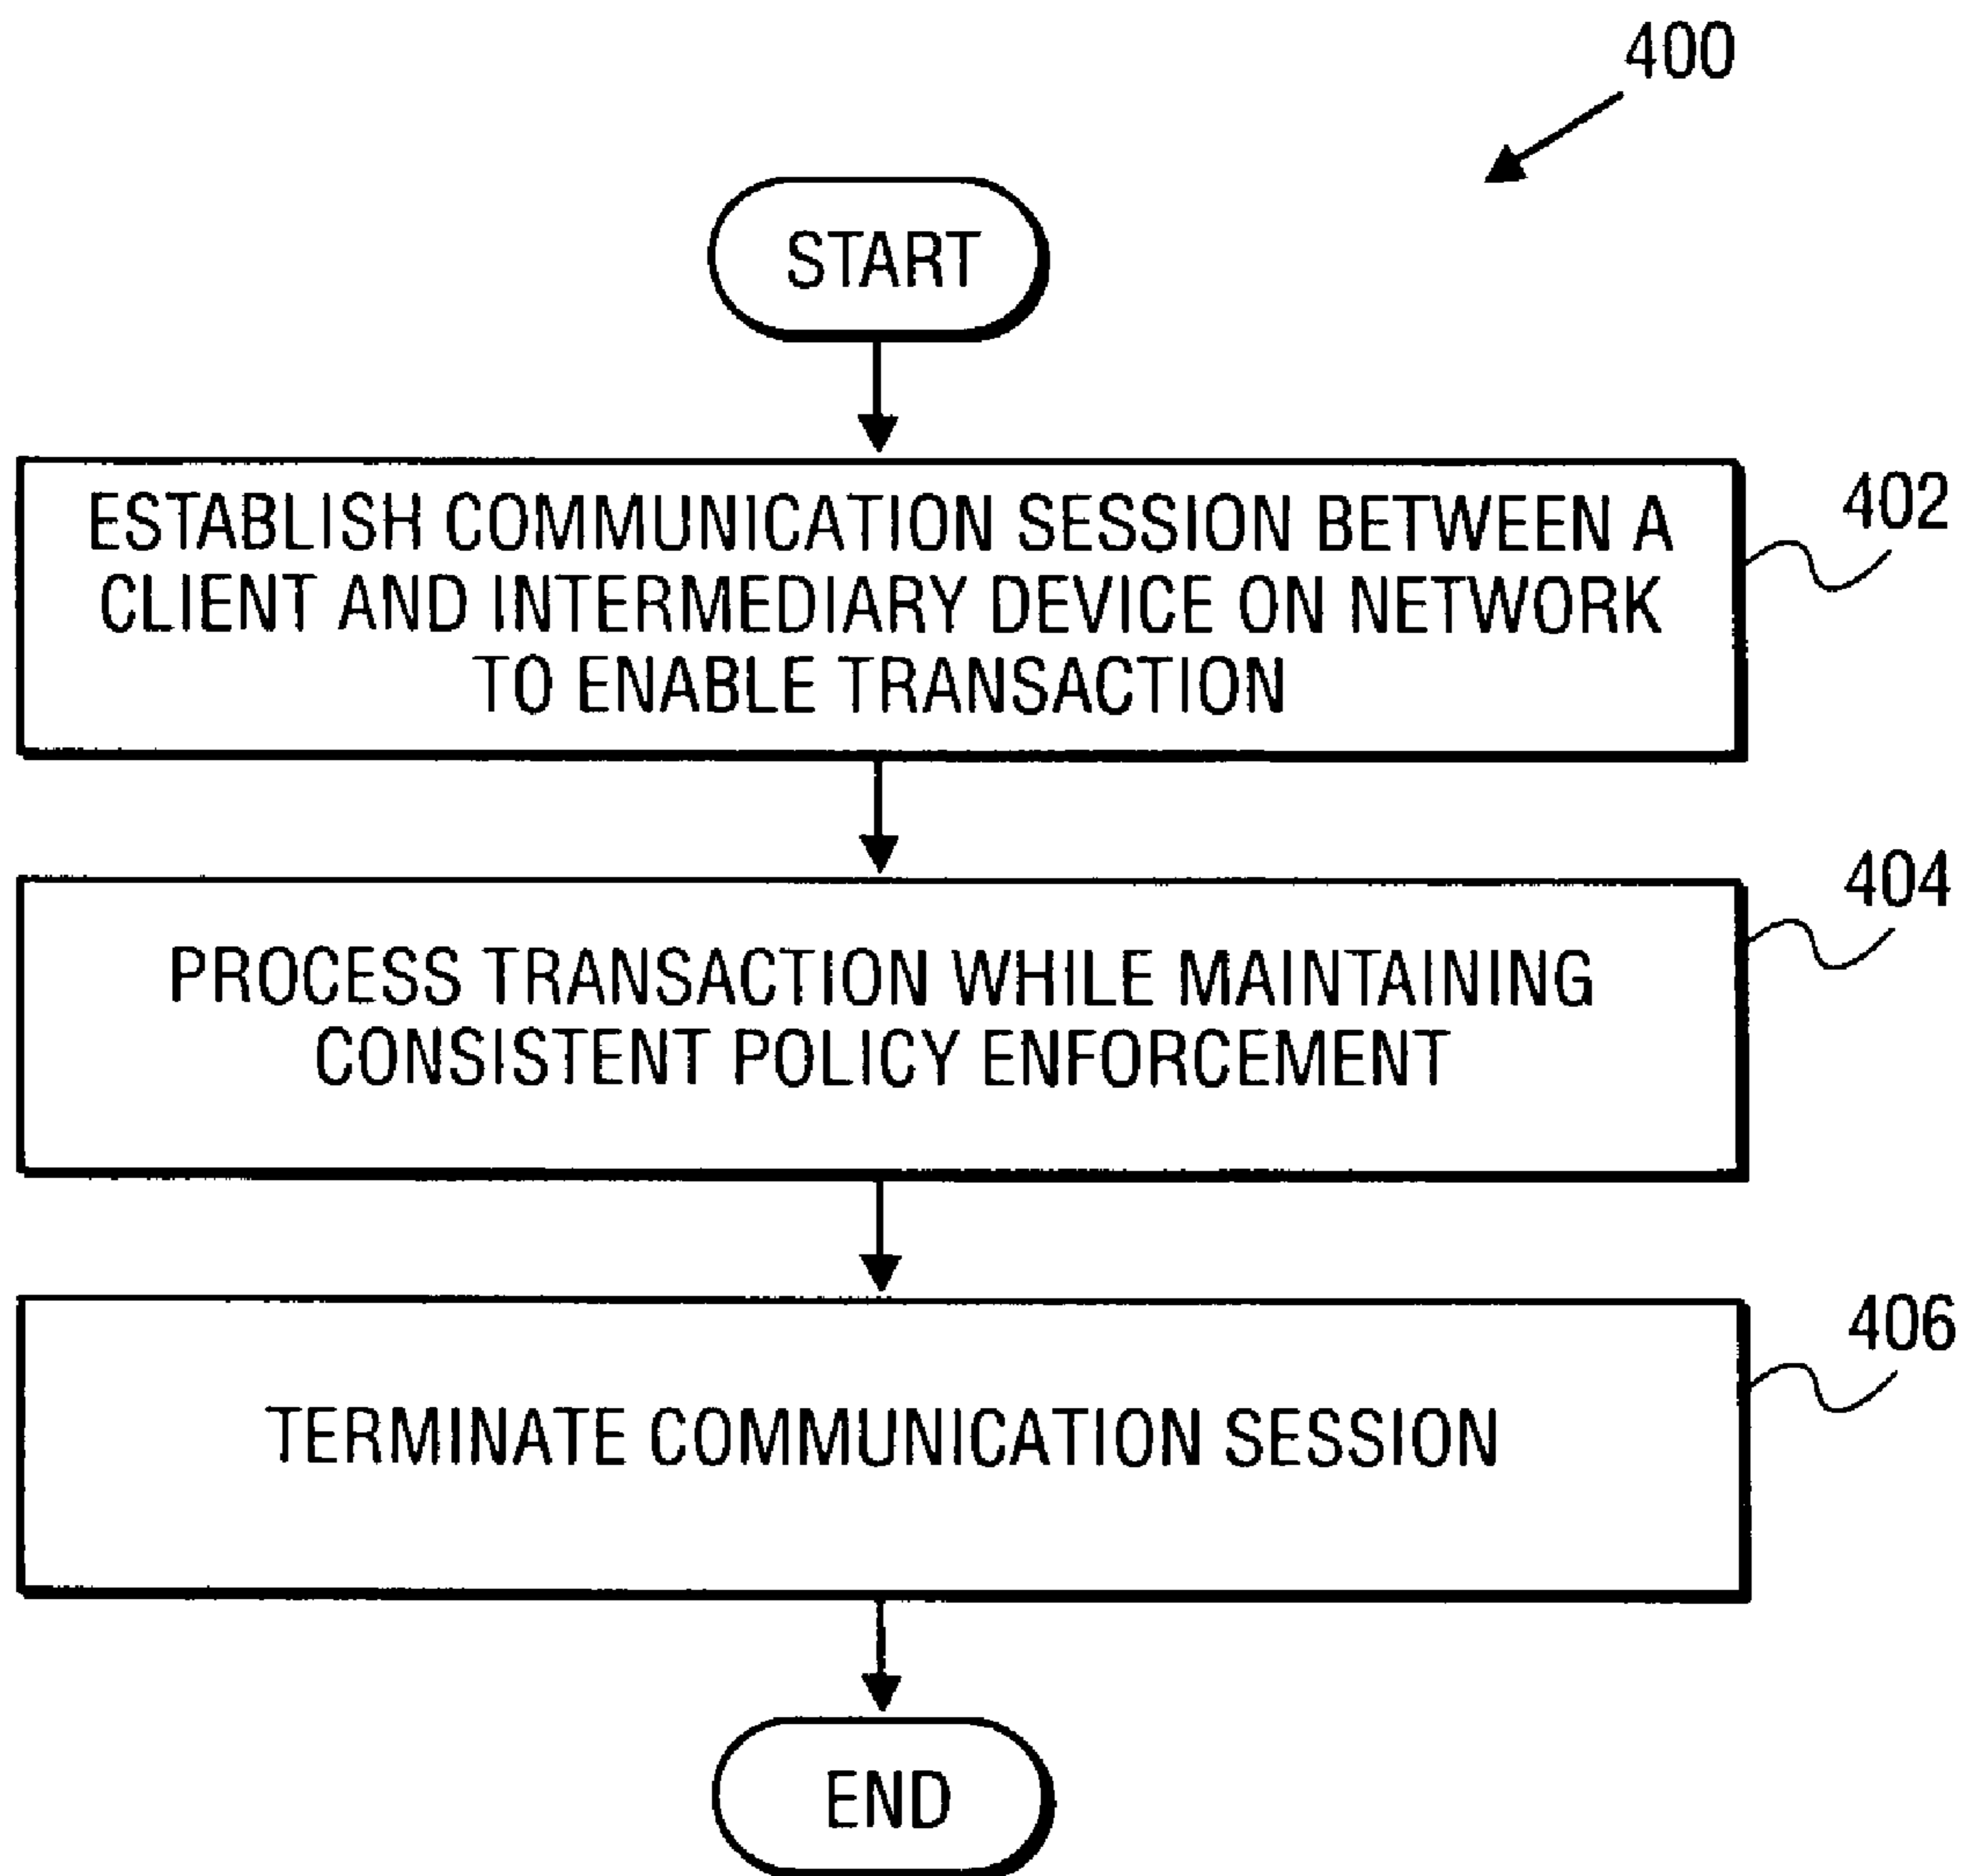 400
START
ESTABLISH COMMUNICATION SESSION BETWEEN A
CLIENT AND INTERMEDIARY DEVICE ON NETWORK
TO ENABLE TRANSACTION
402
PROCESS TRANSACTION WHILE MAINTAINING
CONSISTENT POLICY ENFORCEMENT
404
TERMINATE COMMUNICATION SESSION
406
END